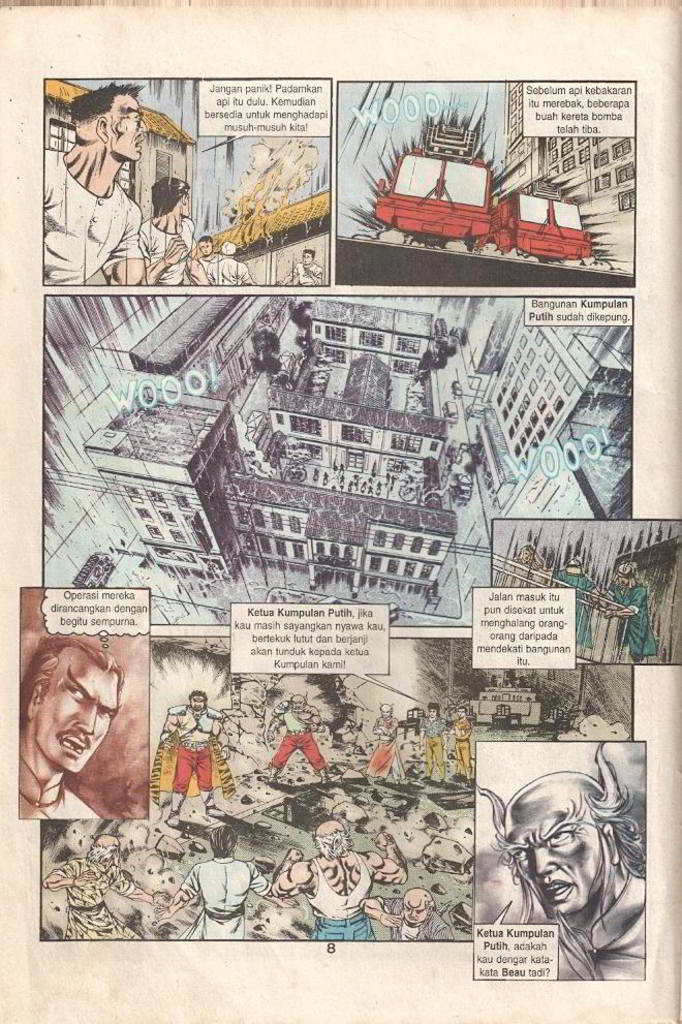 Jangan panik! Padamkan
api itu dulu. Kemudian
bersedia untuk menghadapi
musuh-musuh kita!
WOOO
Sebelum api kebakaran
itu merebak, beberapa
buah kereta bomba
telah tiba.
Bangunan Kumpulan
Putih sudah dikepung.
WOOO!
WOOO!
Jalan masuk itu
pun disekat untuk
menghalang orang-
orang daripada
mendekati bangunan
itu.
Operasi mereka
dirancangkan dengan
begitu sempurna.
Ketua Kumpulan Putih, jika
kau masih sayangkan nyawa kau,
bertekuk lutut dan berjanji
akan tunduk kepada ketua
Kumpulan kami!
Ketua Kumpulan
Putih, adakah
kau dengar kata-
kata Beau tadi?
8